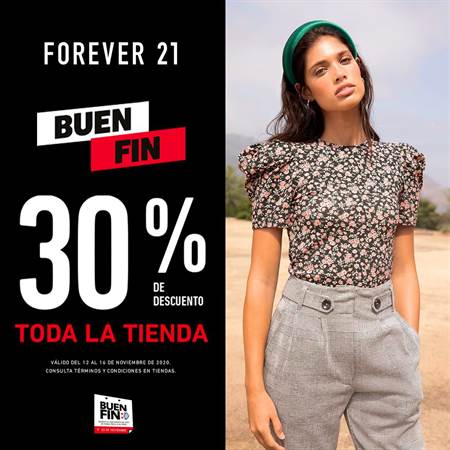 FOREVER 21
BUEN
FIN
30%
DE
DESCUENTO
TODA LA TIENDA
VÁLIDO DEL 12 AL 16 DE NOVIEMBRE DE 2020.
CONSULTA TÉRMINOS Y CONDICIONES EN TIENDAS.
BUEN
FIN